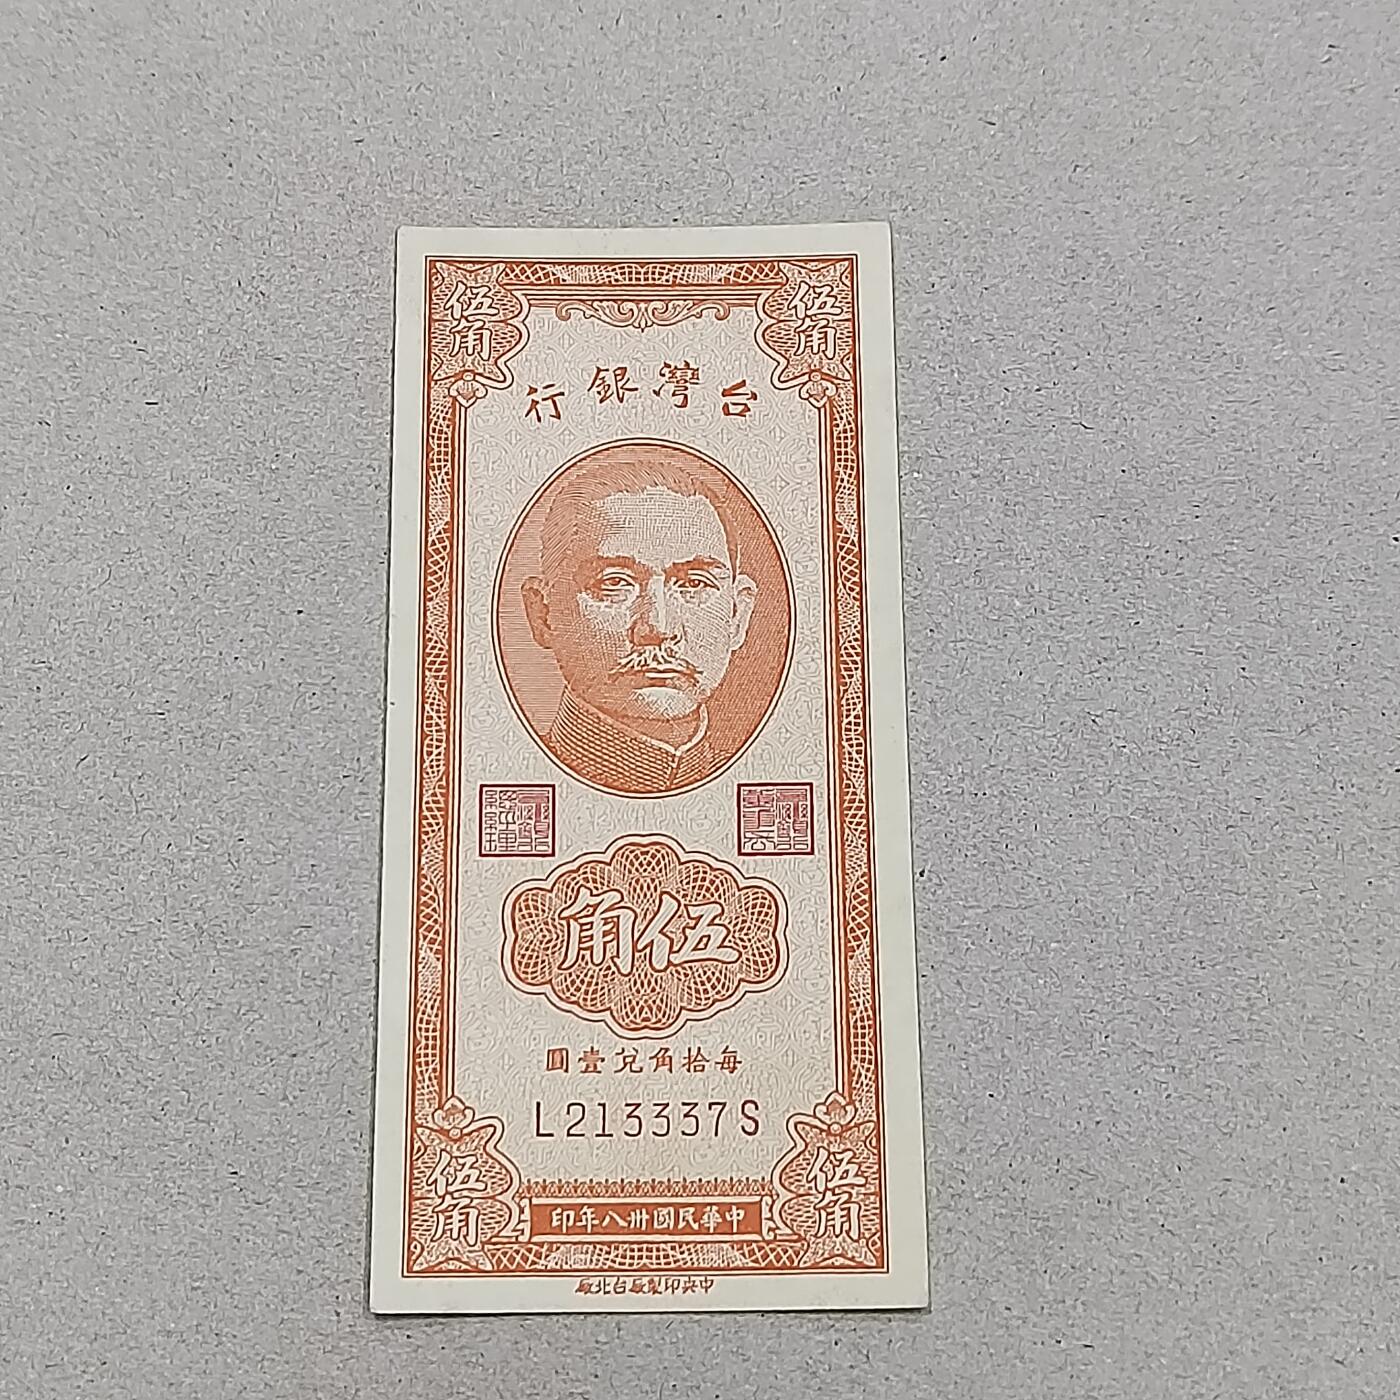 伍角
伍角
台灣銀行
伍角
每拾角兌壹圓
L213337S
伍角
伍角
中華民國卅八年印
中央印製廠台北廠